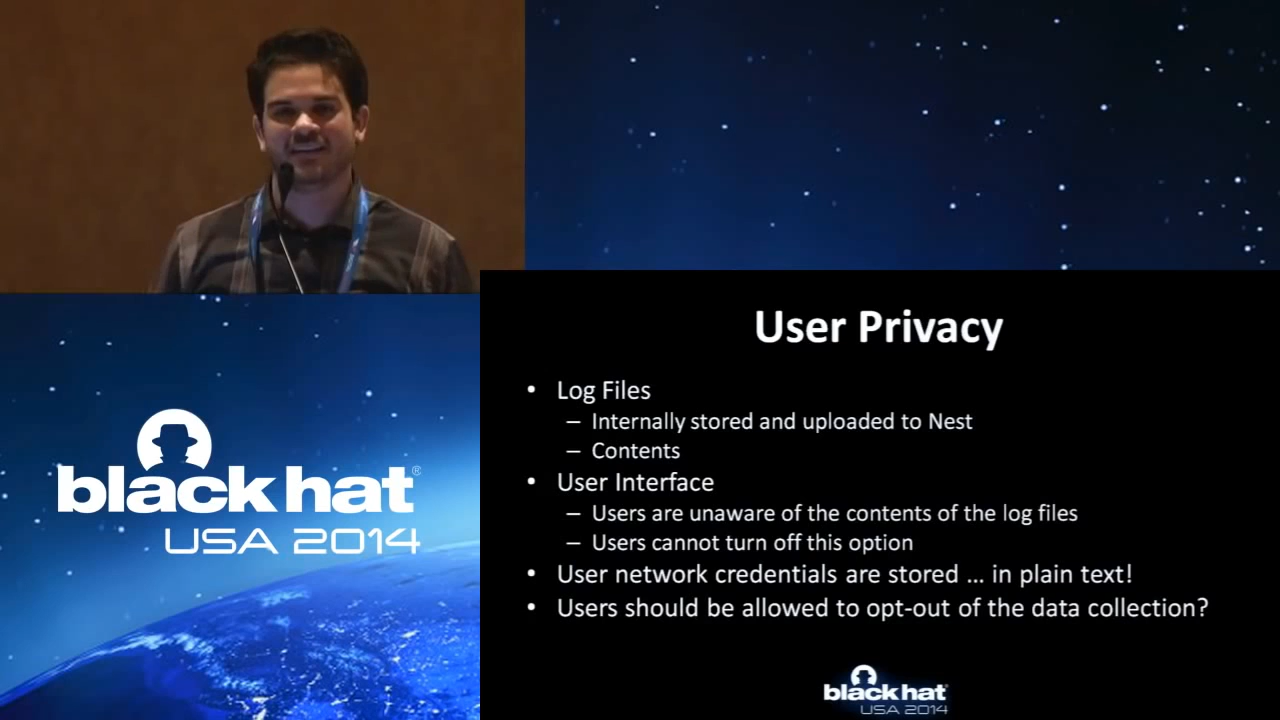 User Privacy
• Log Files
– Internally stored and uploaded to Nest
– Contents
• User Interface
– Users are unaware of the contents of the log files
– Users cannot turn off this option
• User network credentials are stored ... in plain text!
• Users should be allowed to opt-out of the data collection?
black hat®
USA 2014
black hat
USA 2014